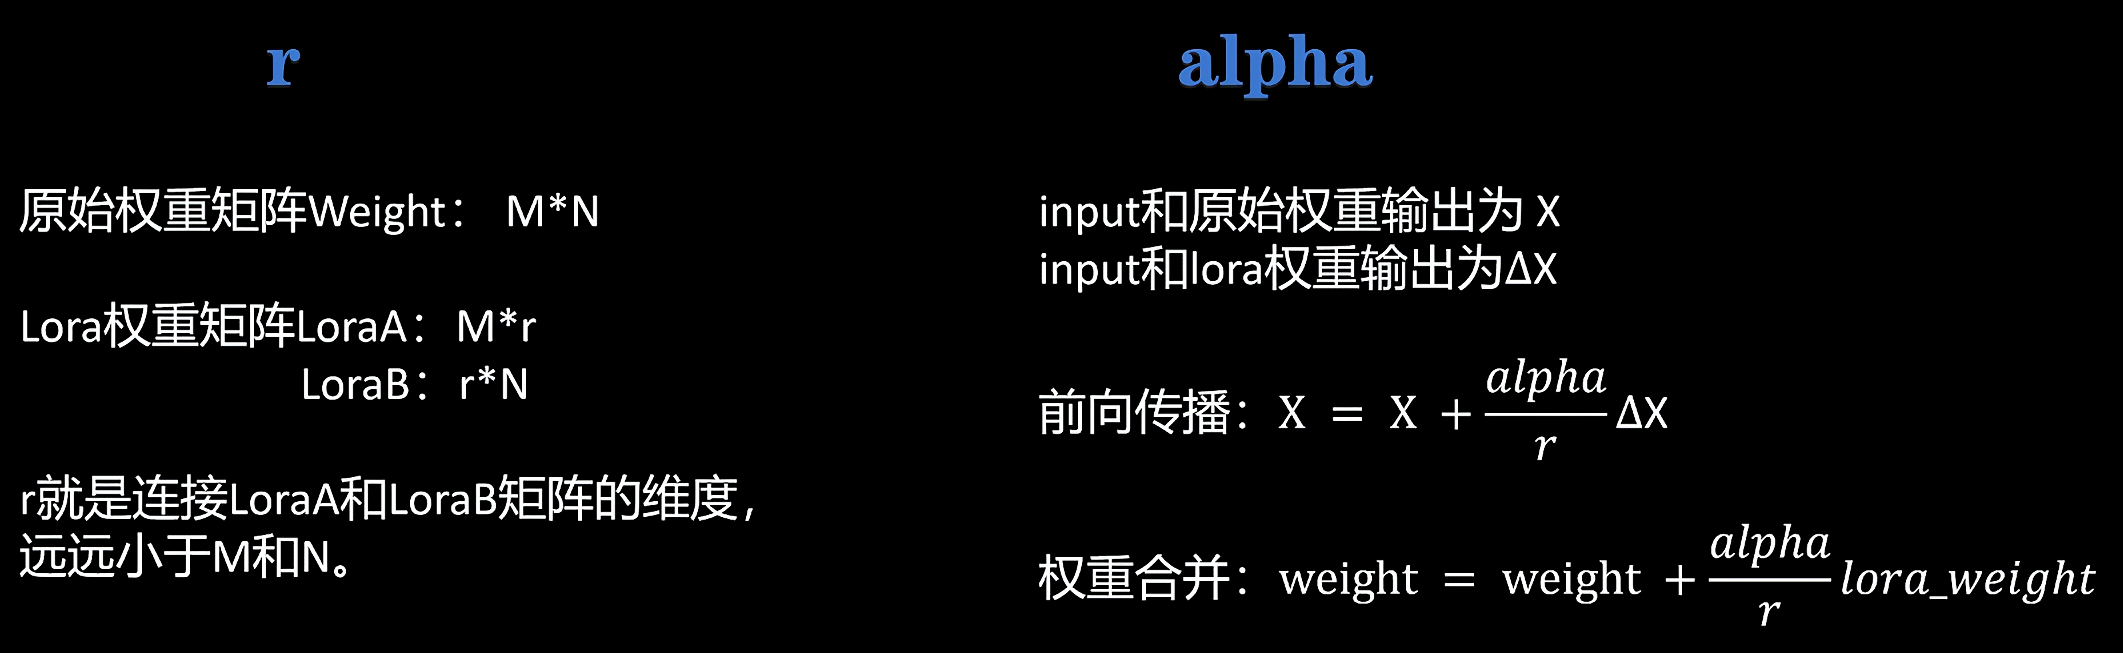 r
原始权重矩阵Weight： M*N
Lora权重矩阵LoraA：M*r
LoraB：r*N
r就是连接LoraA和LoraB矩阵的维度，
远远小于M和N。
alpha
input和原始权重输出为 X
input和lora权重输出为ΔX
前向传播：X = X + \frac{alpha}{r} ΔX
权重合并：weight = weight + \frac{alpha}{r} lora_weight